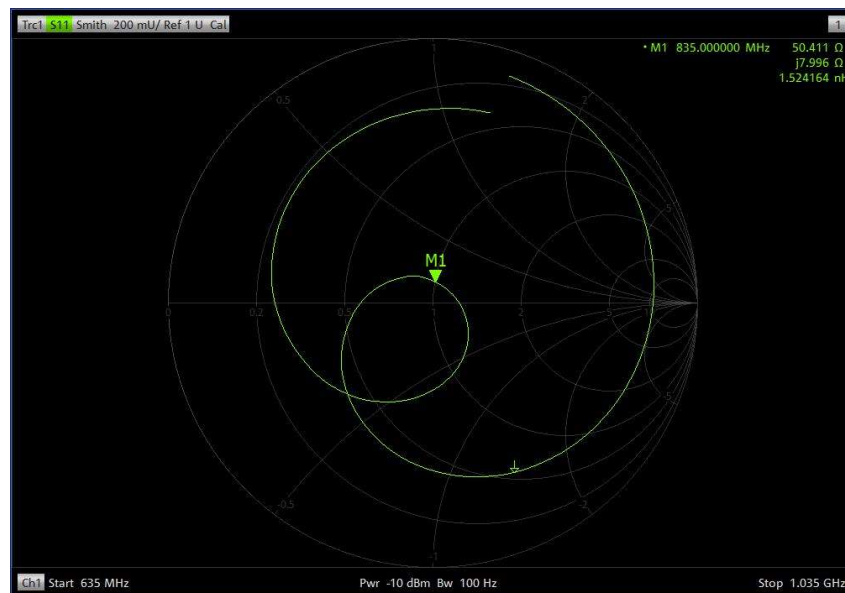 Trc1 S11 Smith 200 mU/ Ref 1 U Cal
1
• M1 835.000000 MHz 50.411 Ω
j7.996 Ω
1.524164
1
0.5
2
5
M1
0 0.2 0.5 1 2 5
-5
-0.5
-2
-1
Ch1 Start 635 MHz Pwr -10 dBm Bw 100 Hz Stop 1.035 GHz